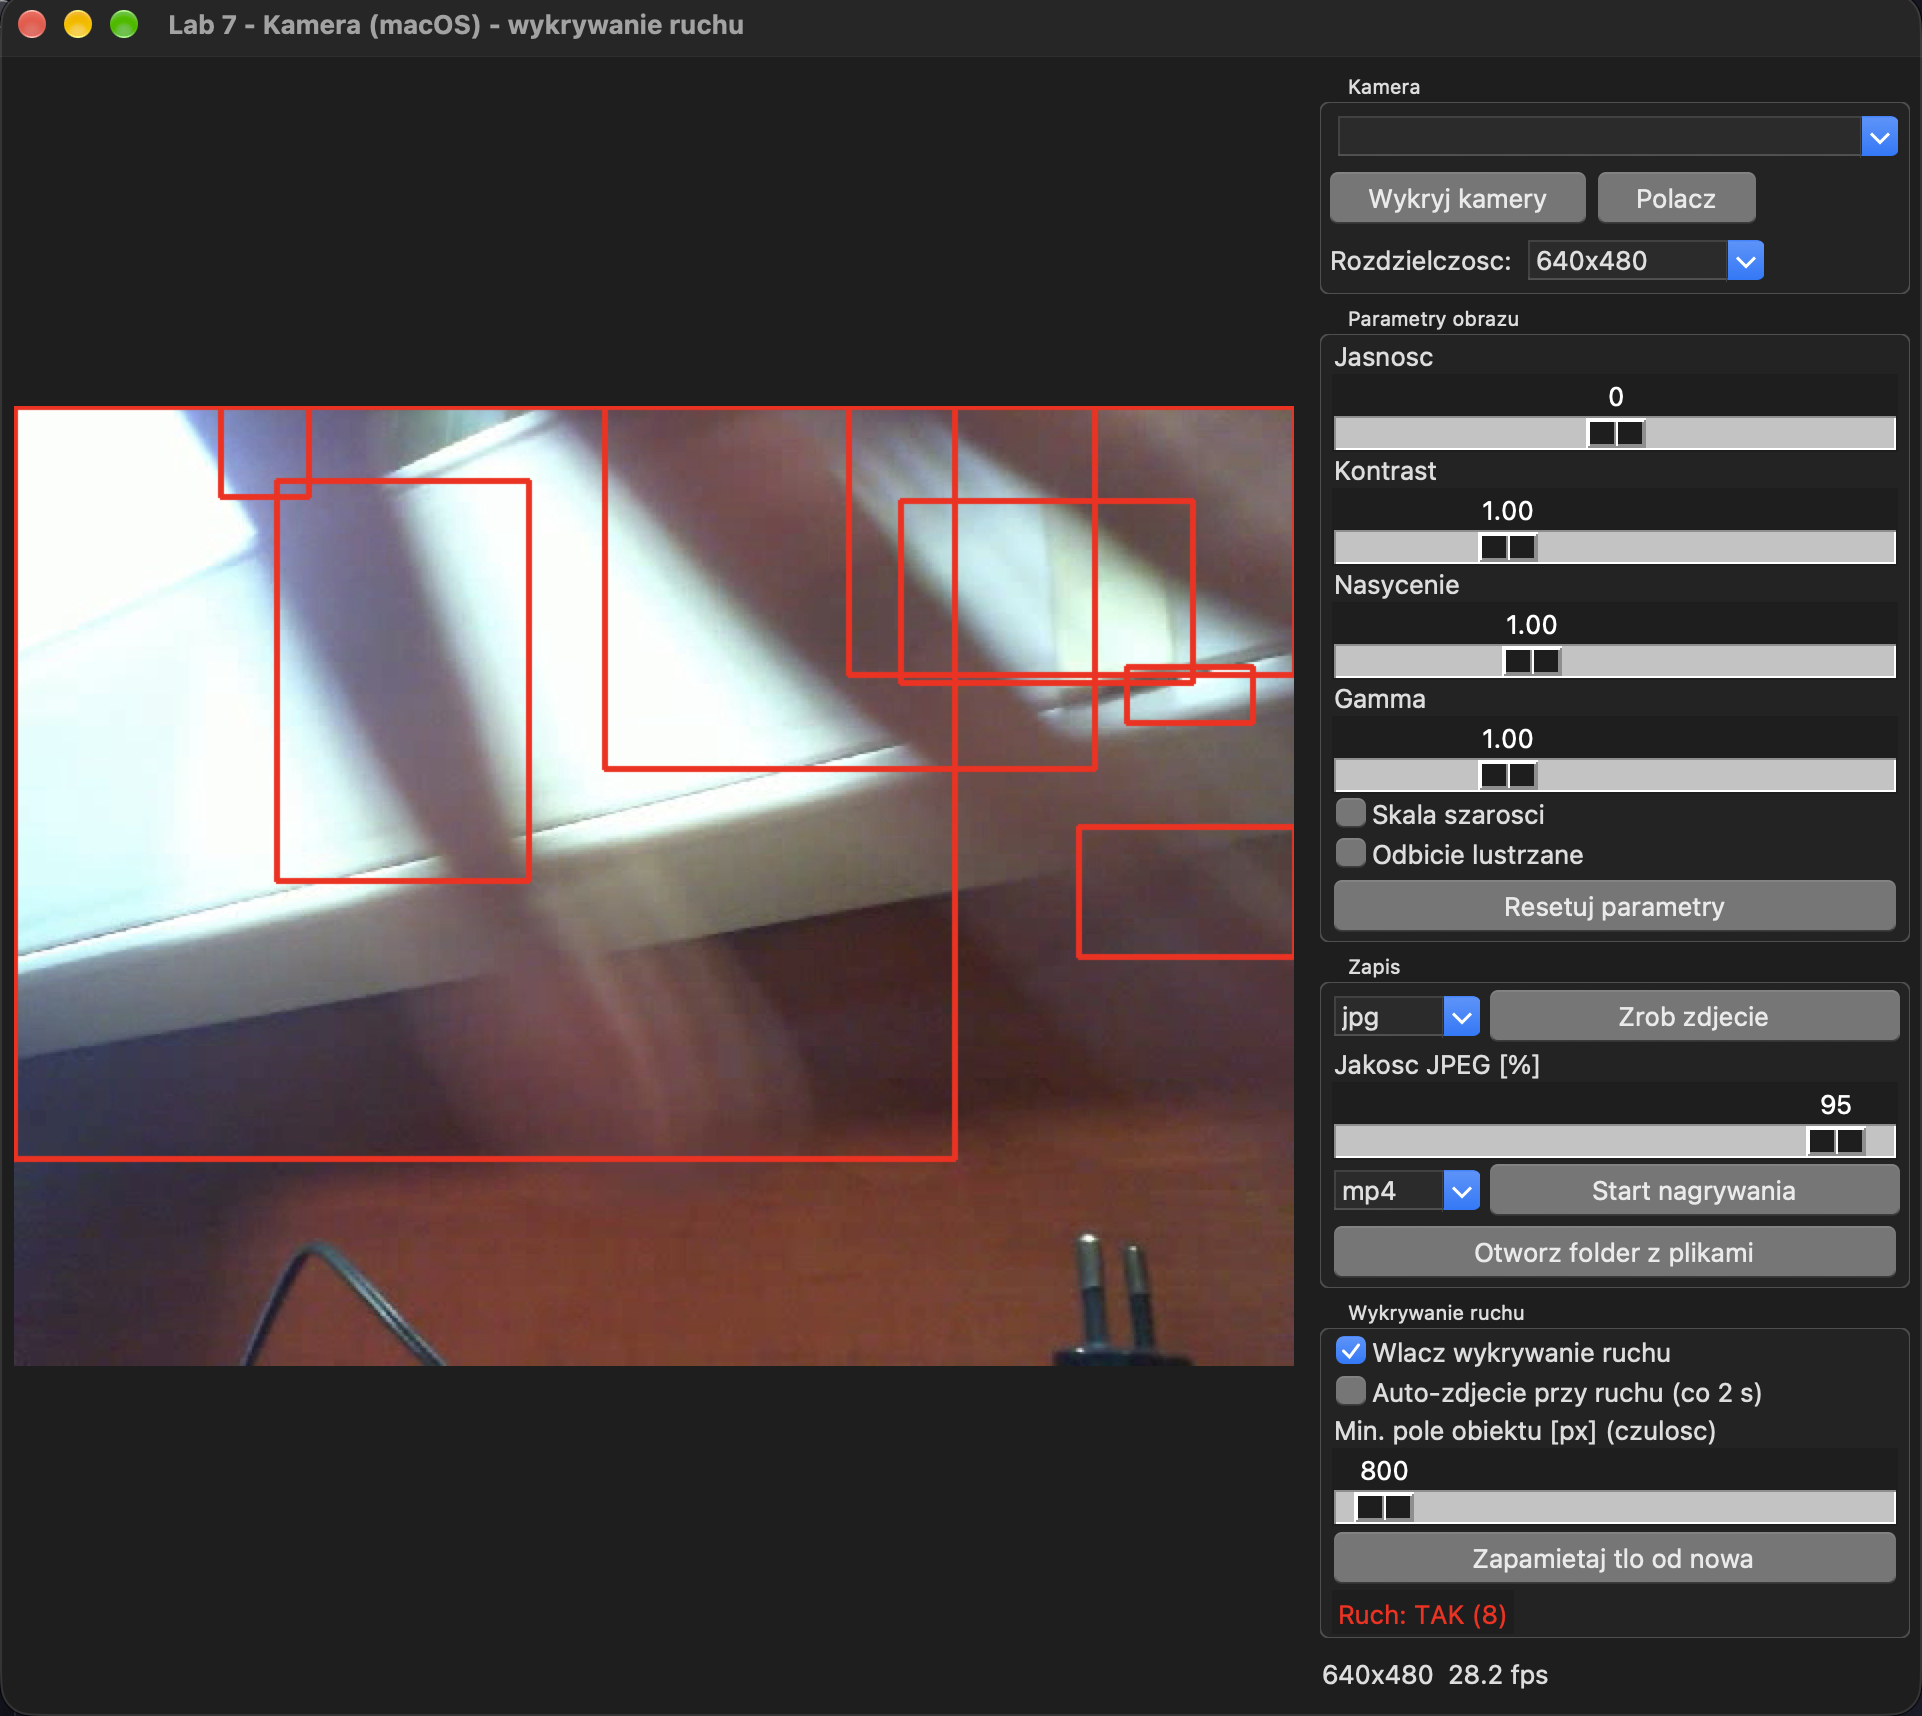 Lab 7 - Kamera (macOS) - wykrywanie ruchu
Kamera
Wykryj kamery
Polacz
Rozdzielczosc: 640x480
Parametry obrazu
Jasnosc
0
Kontrast
1.00
Nasycenie
1.00
Gamma
1.00
Skala szarosci
Odbicie lustrzane
Resetuj parametry
Zapis
jpg
Zrob zdjecie
Jakosc JPEG [%]
95
mp4
Start nagrywania
Otworz folder z plikami
Wykrywanie ruchu
Wlacz wykrywanie ruchu
Auto-zdjecie przy ruchu (co 2 s)
Min. pole obiektu [px] (czulosc)
800
Zapamietaj tlo od nowa
Ruch: TAK (8)
640x480 28.2 fps